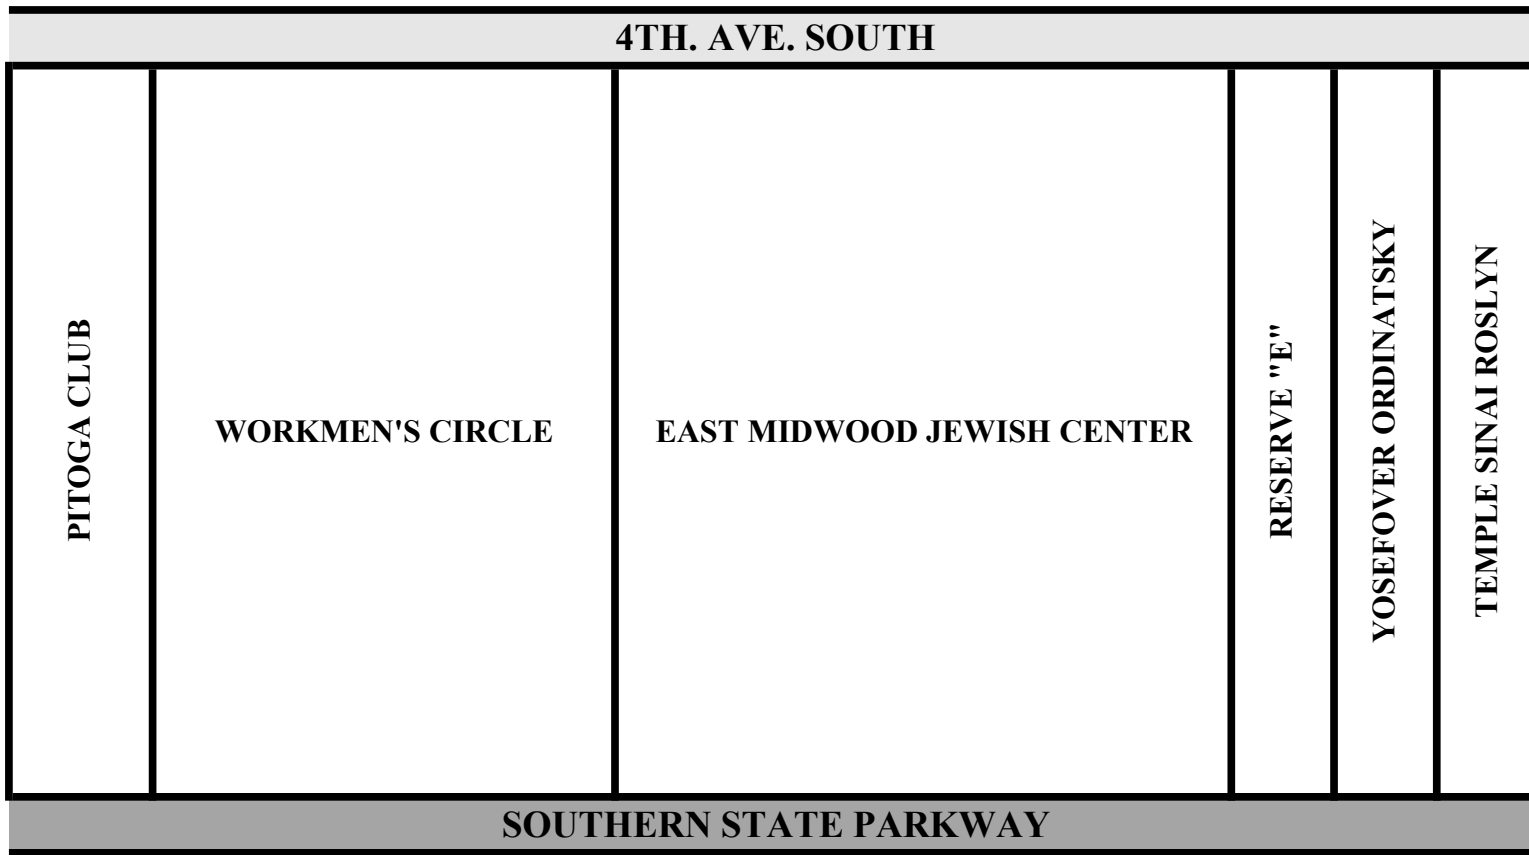 4TH. AVE. SOUTH
PITOGA CLUB
WORKMEN'S CIRCLE
EAST MIDWOOD JEWISH CENTER
RESERVE "E"
YOSEFOVER ORDINATSKY
TEMPLE SINAI ROSLYN
SOUTHERN STATE PARKWAY